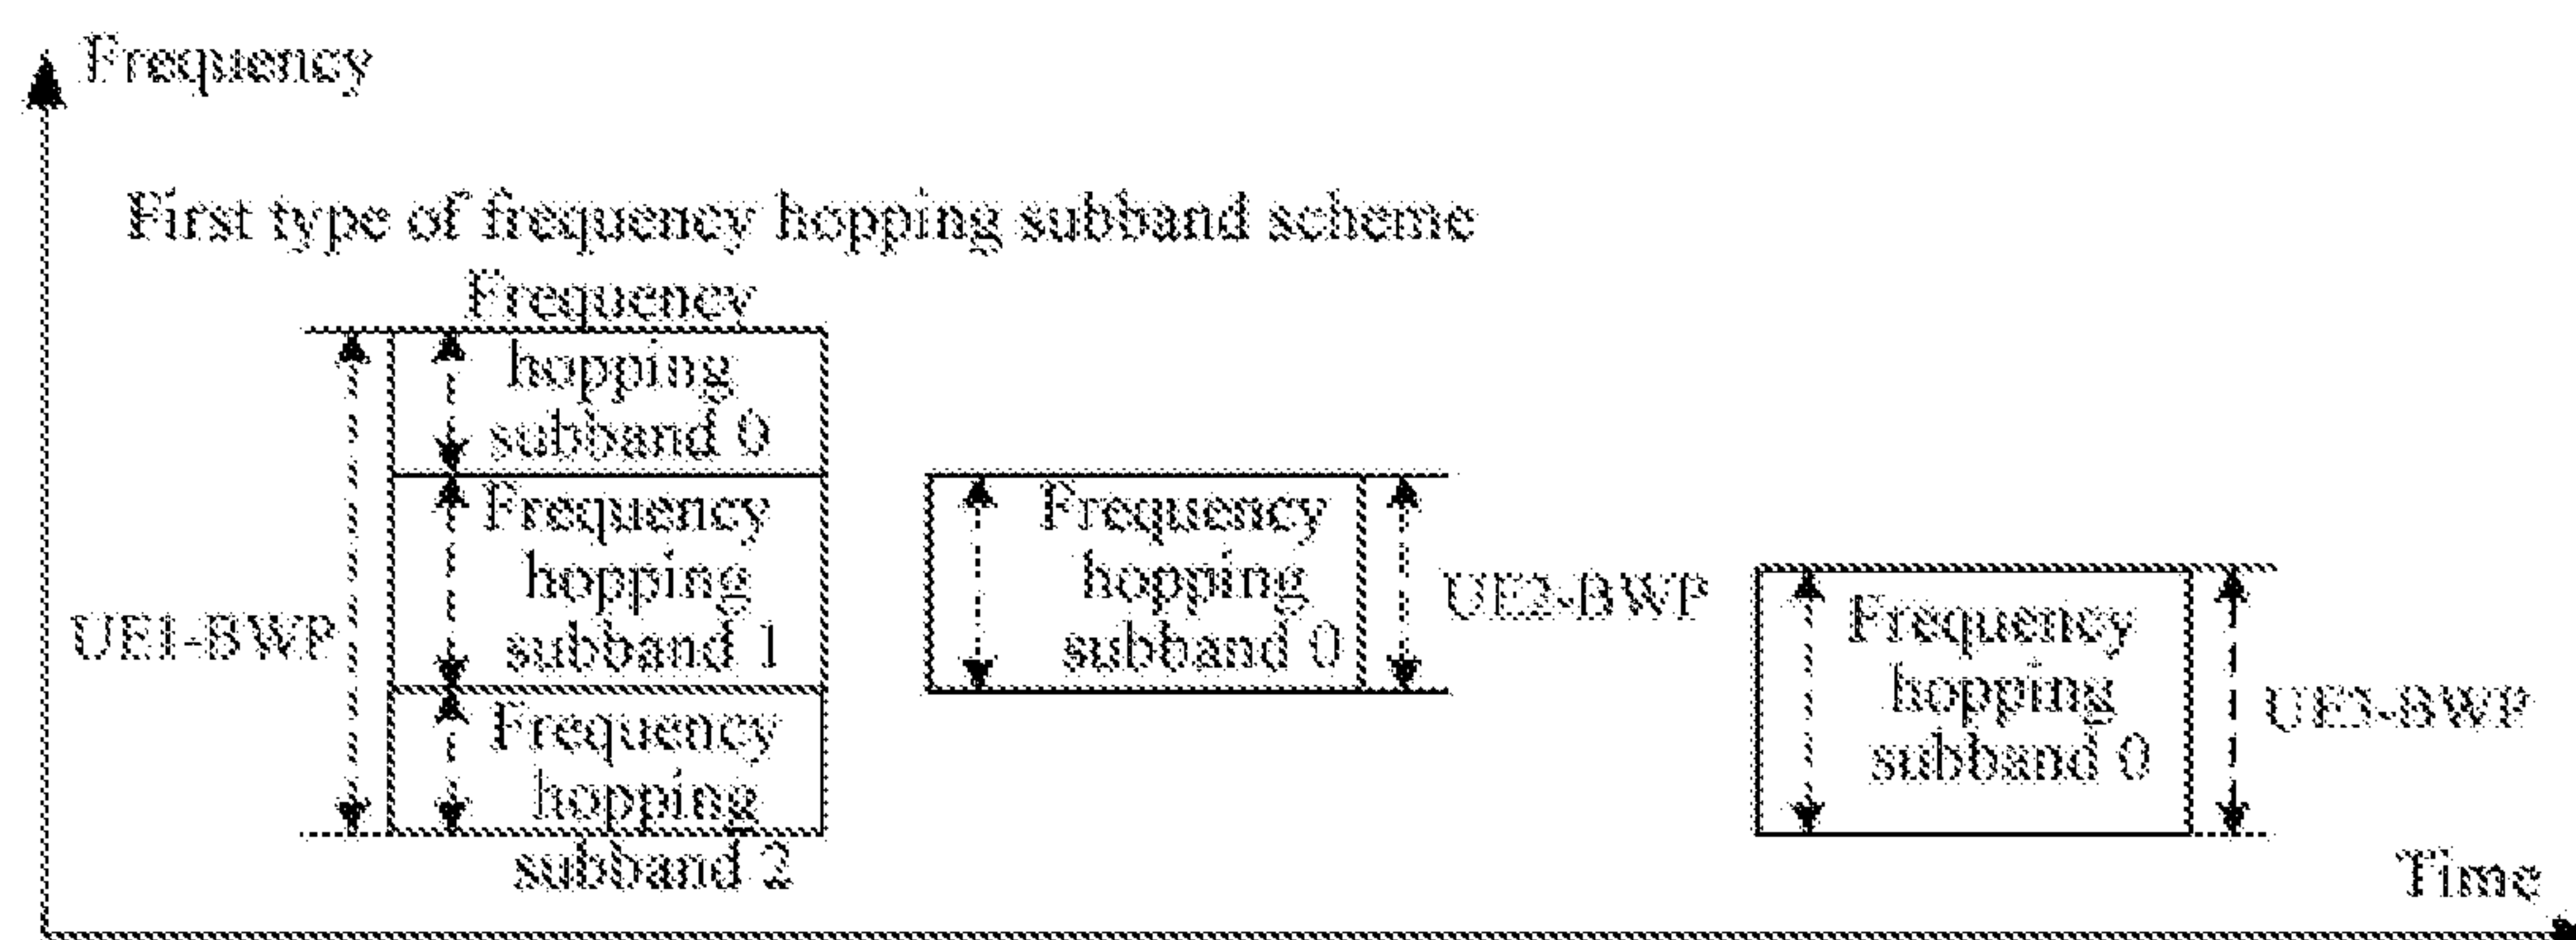 Frequency
First type of frequency hopping subband scheme
Frequency
hopping
subband 0
Frequency
hopping
subband 1
Frequency
hopping
subband 2
UE1-BWP
Frequency
hopping
subband 0
UE2-BWP
Frequency
hopping
subband 0
UE3-BWP
Time